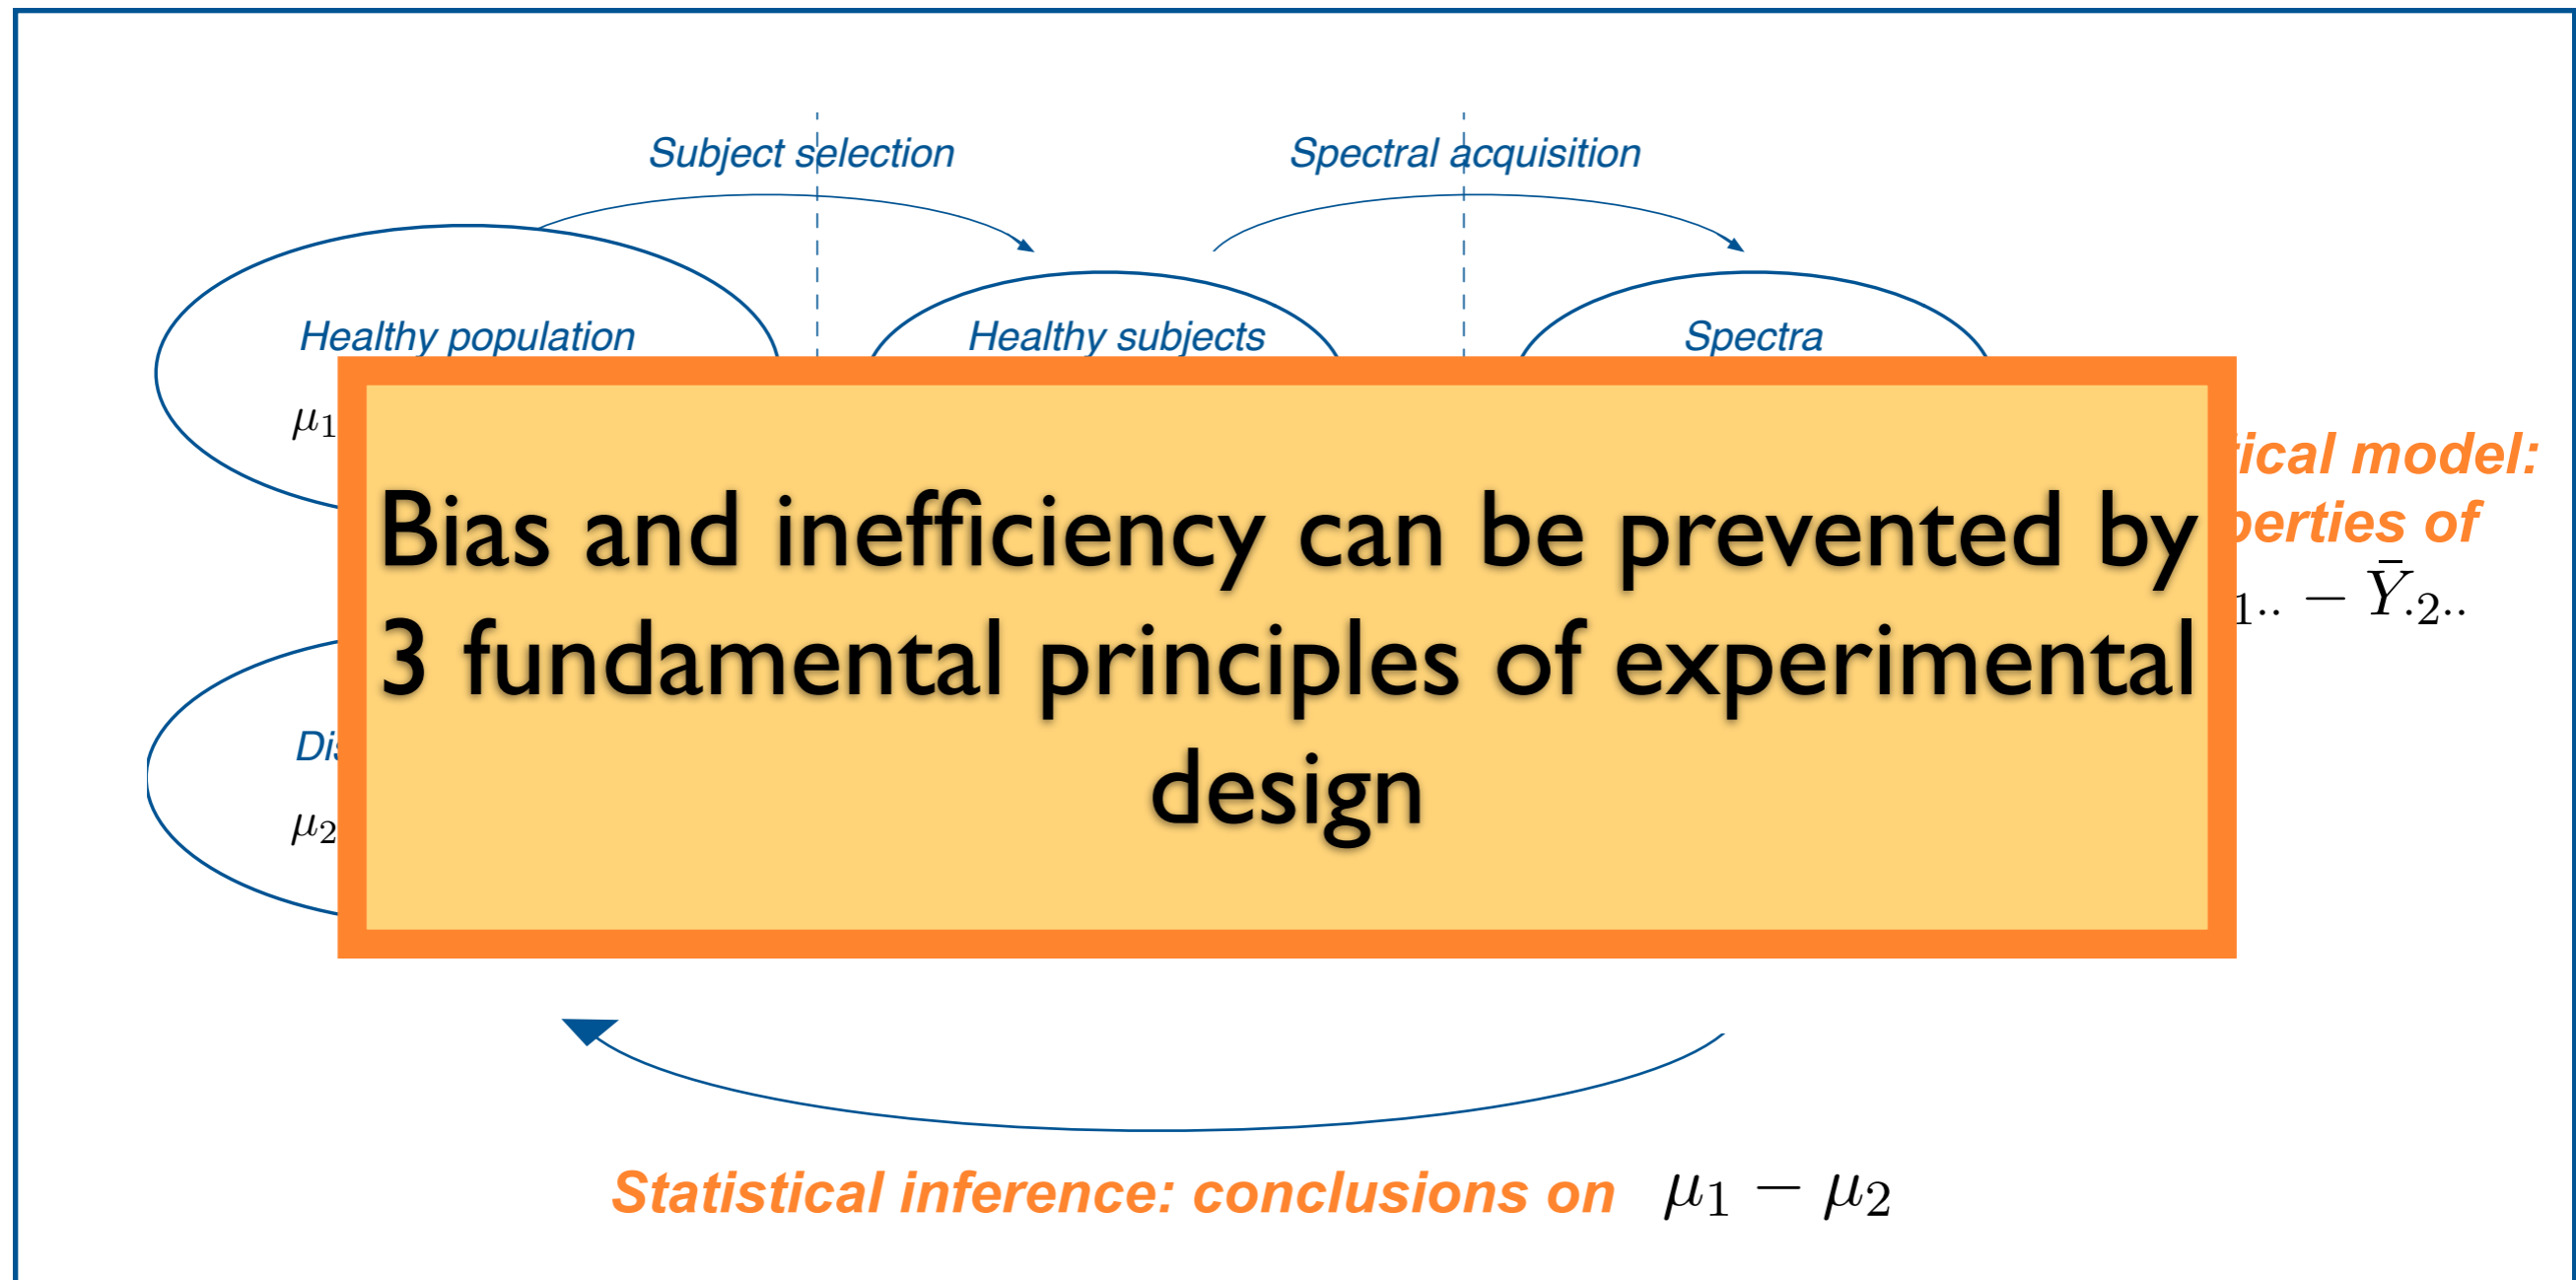 Subject selection
Spectral acquisition
Healthy population
Healthy subjects
Spectra
μ1
ical model:
Bias and inefficiency can be prevented by
perties of
1·· − Ȳ·2··
3 fundamental principles of experimental
Dis
design
μ2
Statistical inference: conclusions on μ1 − μ2